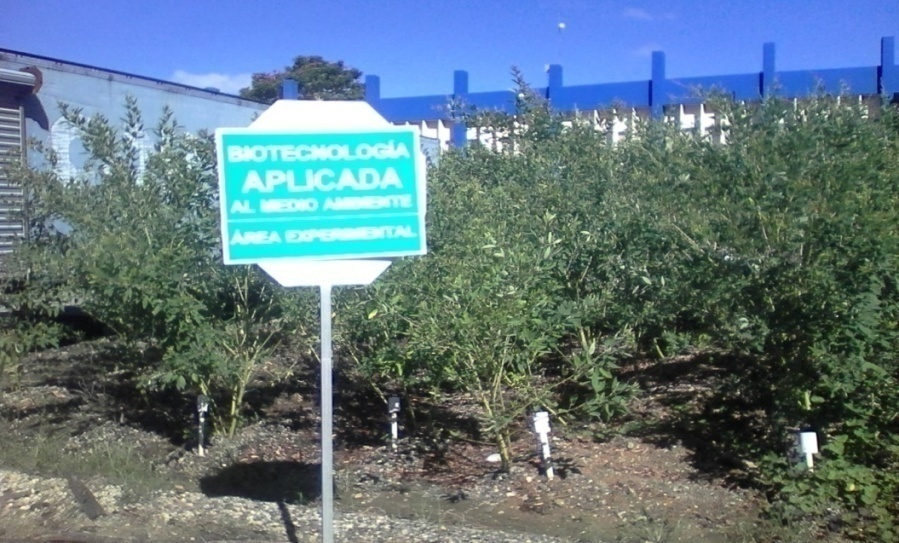 BIOTECNOLOGÍA
APLICADA
AL MEDIO AMBIENTE
ÁREA EXPERIMENTAL